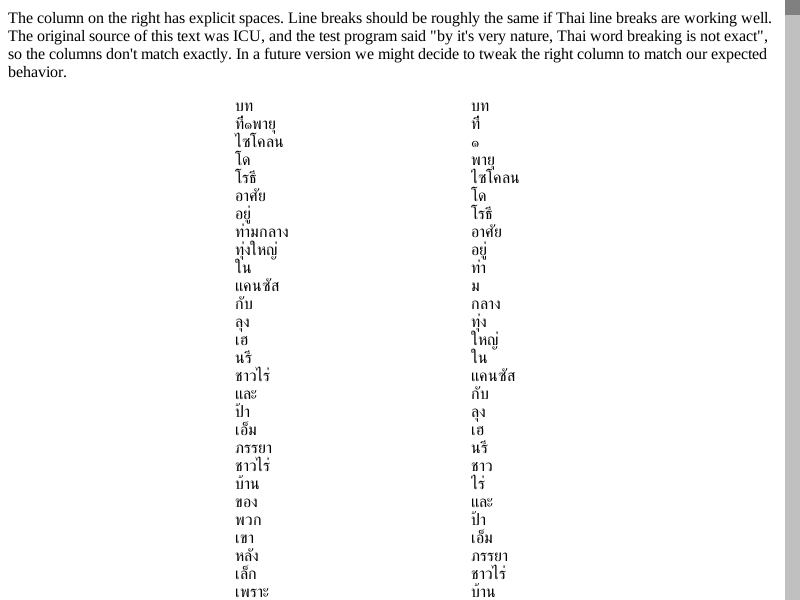 The column on the right has explicit spaces. Line breaks should be roughly the same if Thai line breaks are working well.
The original source of this text was ICU, and the test program said "by it's very nature, Thai word breaking is not exact",
so the columns don't match exactly. In a future version we might decide to tweak the right column to match our expected
behavior.
บท
ที่๑พายุ
ไซโคลน
โด
โรธี
อาศัย
อยู่
ท่ามกลาง
ทุ่งใหญ่
ใน
แคนซัส
กับ
ลุง
เฮ
นรี
ชาวไร่
และ
ป้า
เอ็ม
ภรรยา
ชาวไร่
บ้าน
ของ
พวก
เขา
หลัง
เล็ก
เพราะ
บท
ที่
๑
พายุ
ไซโคลน
โด
โรธี
อาศัย
อยู่
ท่า
ม
กลาง
ทุ่ง
ใหญ่
ใน
แคนซัส
กับ
ลุง
เฮ
นรี
ชาว
ไร่
และ
ป้า
เอ็ม
ภรรยา
ชาวไร่
บ้าน